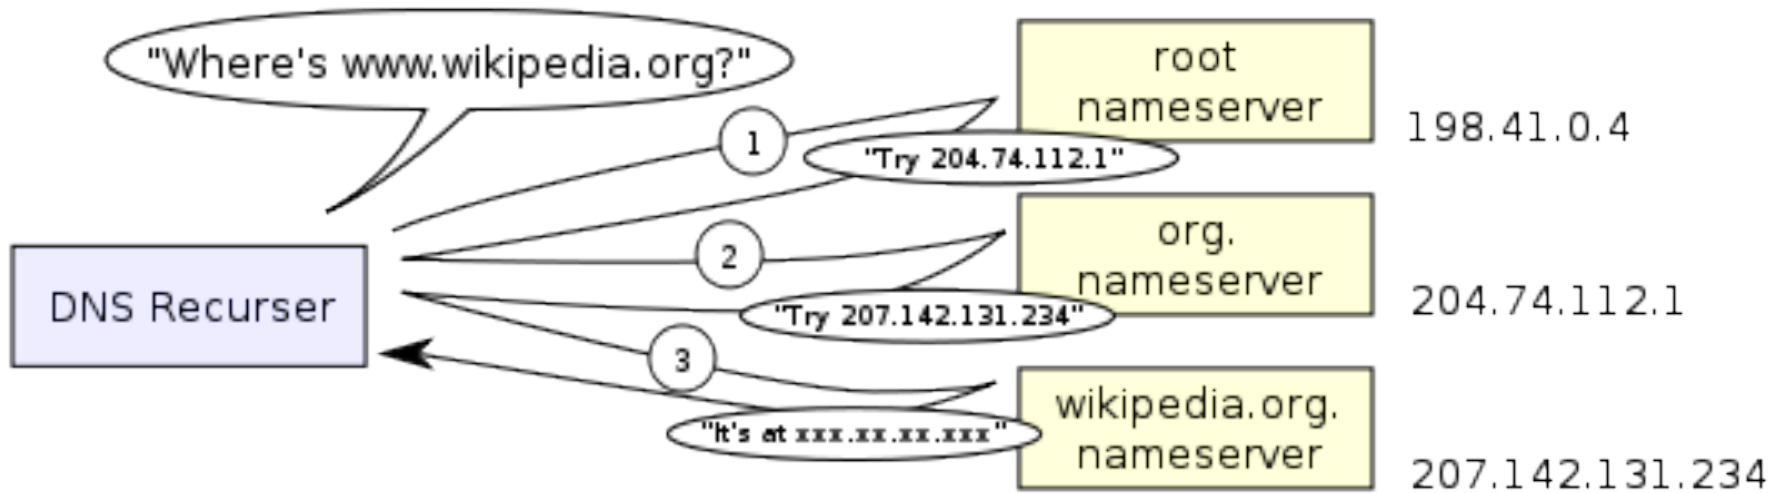 "Where's www.wikipedia.org?"
root
nameserver
198.41.0.4
1
"Try 204.74.112.1"
org.
nameserver
204.74.112.1
2
"Try 207.142.131.234"
DNS Recurser
3
"It's at xxx.xx.xx.xxx"
wikipedia.org.
nameserver
207.142.131.234